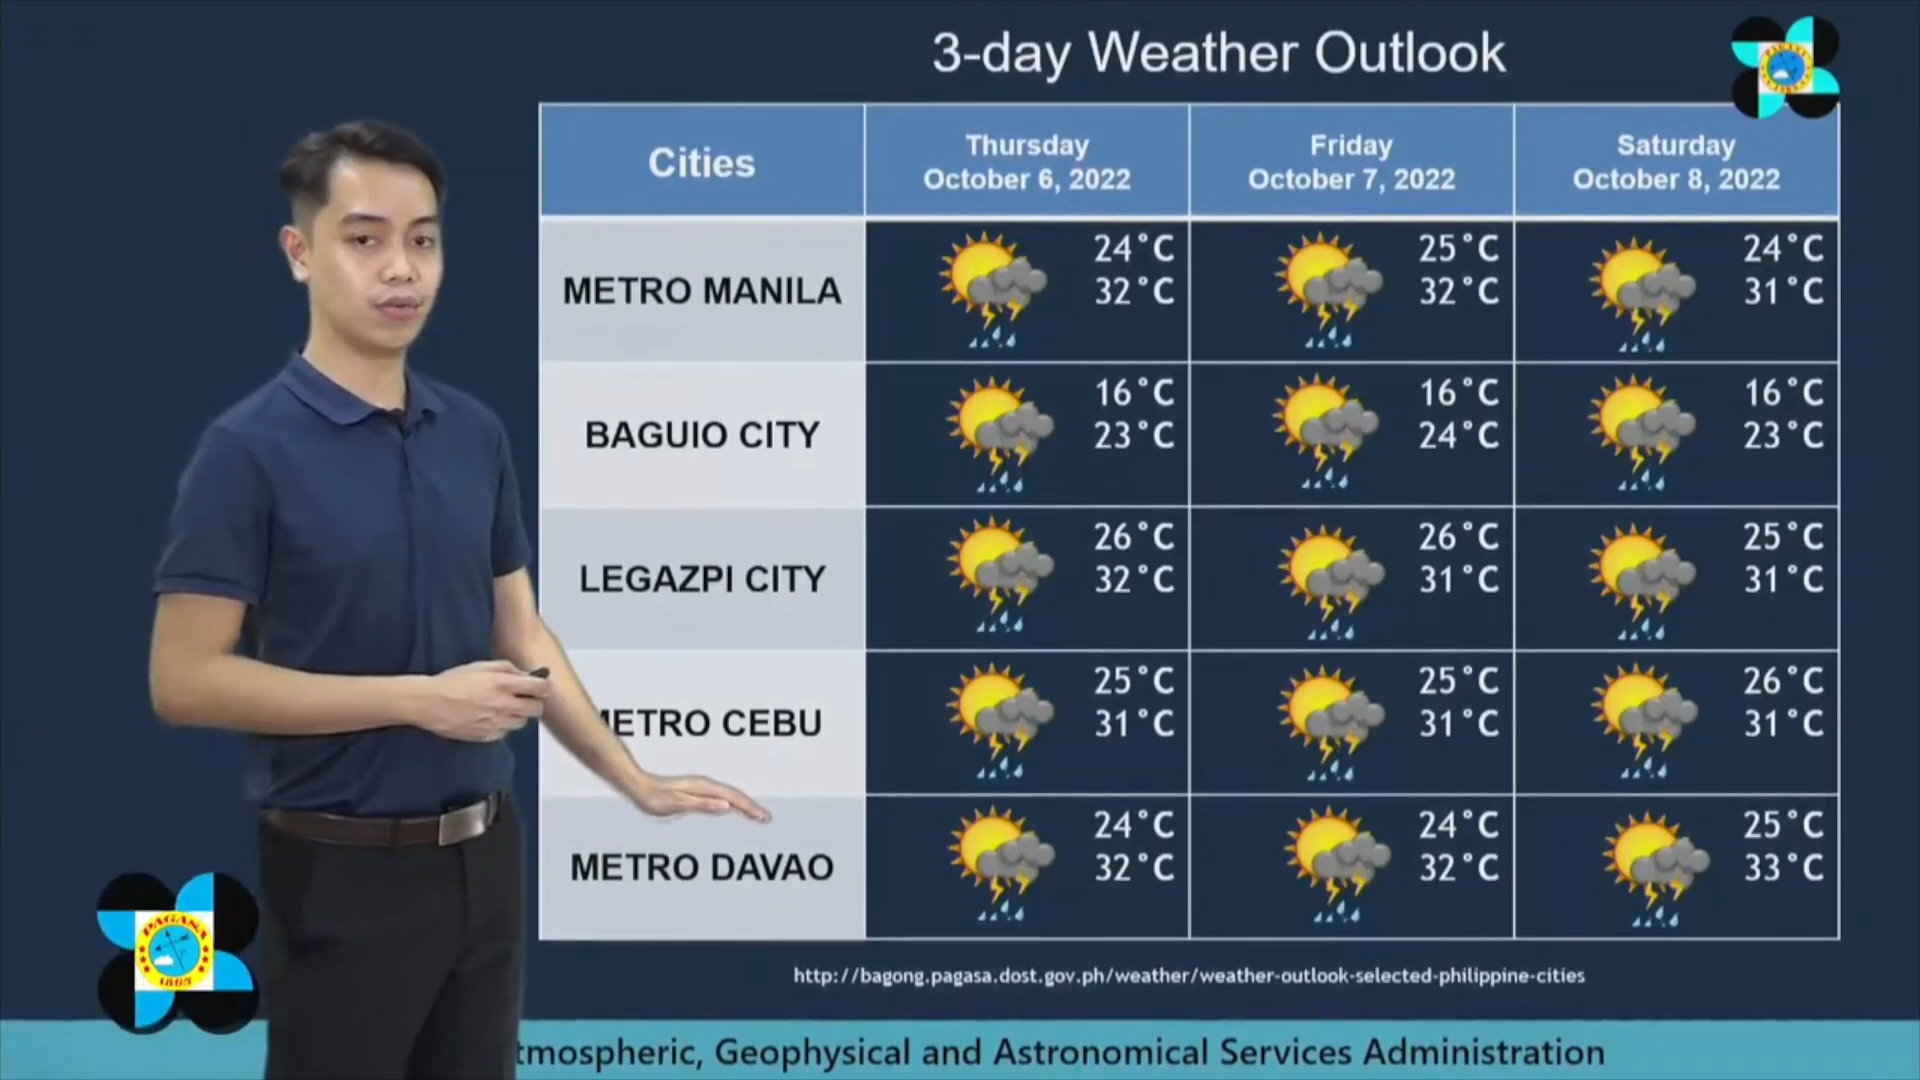 3-day Weather Outlook
Cities
Thursday
October 6, 2022
Friday
October 7, 2022
Saturday
October 8, 2022
METRO MANILA
24°C
32°C
25°C
32°C
24°C
31°C
BAGUIO CITY
16°C
23°C
16°C
24°C
16°C
23°C
LEGAZPI CITY
26°C
32°C
26°C
31°C
25°C
31°C
METRO CEBU
25°C
31°C
25°C
31°C
26°C
31°C
METRO DAVAO
24°C
32°C
24°C
32°C
25°C
33°C
http://bagong.pagasa.dost.gov.ph/weather/weather-outlook-selected-philippine-cities
PAGASA
1865
tmospheric, Geophysical and Astronomical Services Administration